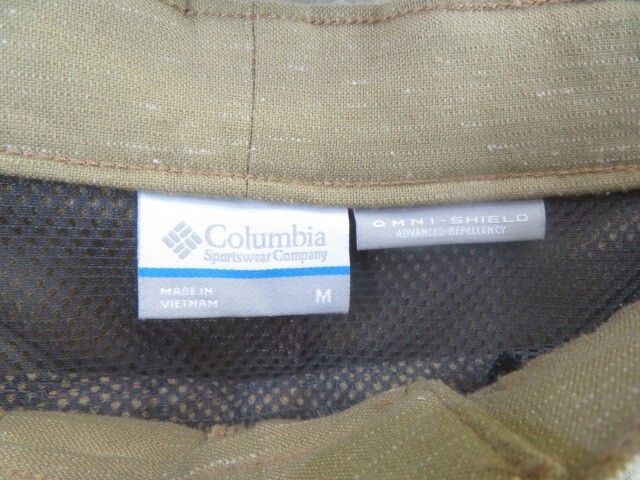 Columbia
Sportswear Company
MADE IN
VIETNAM
M
OMNI-SHIELD
ADVANCED REPELLENCY